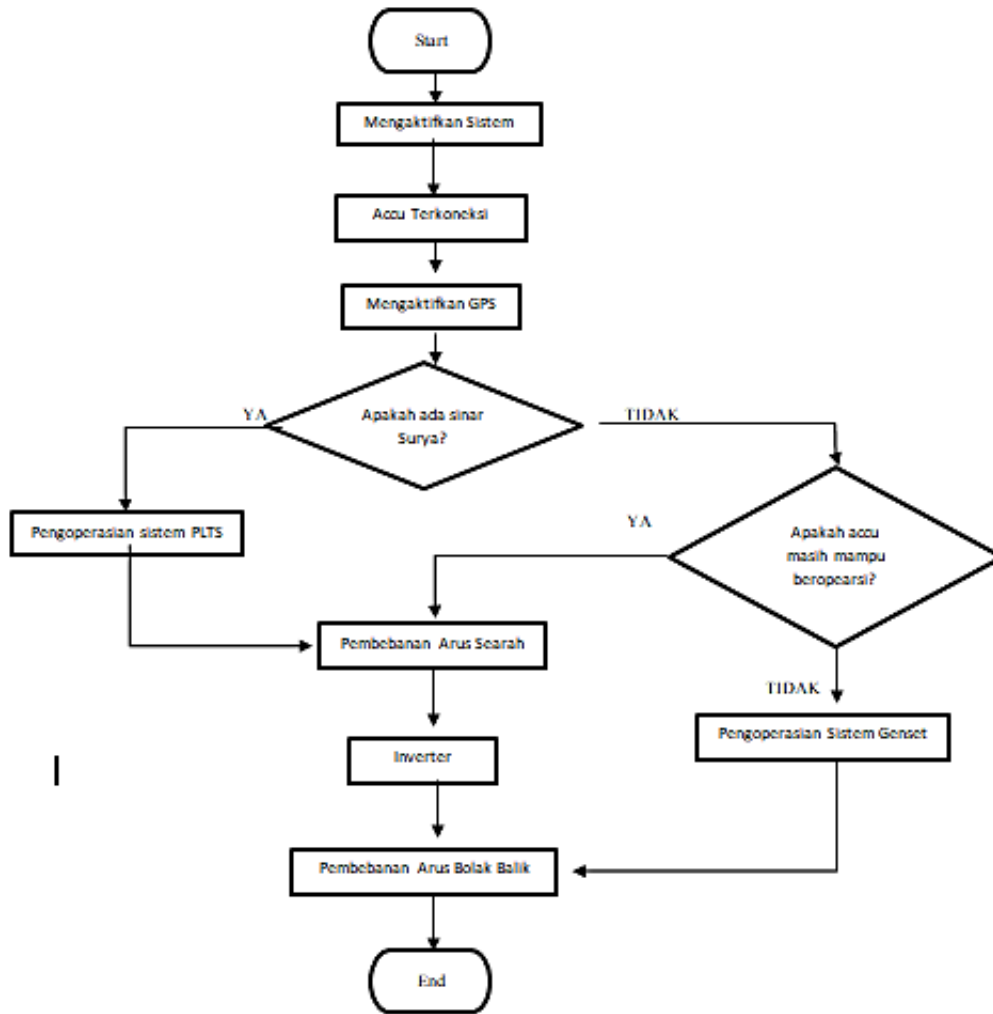 Start
Mengaktifkan Sistem
Accu Terkoneksi
Mengaktifkan GPS
Apakah ada sinar
Surya?
YA
TIDAK
Pengoperasian sistem PLTS
YA
Apakah accu
masih mampu
beropearsi?
Pembebanan Arus Searah
TIDAK
Pengoperasian Sistem Genset
Inverter
Pembebanan Arus Bolak Balik
End